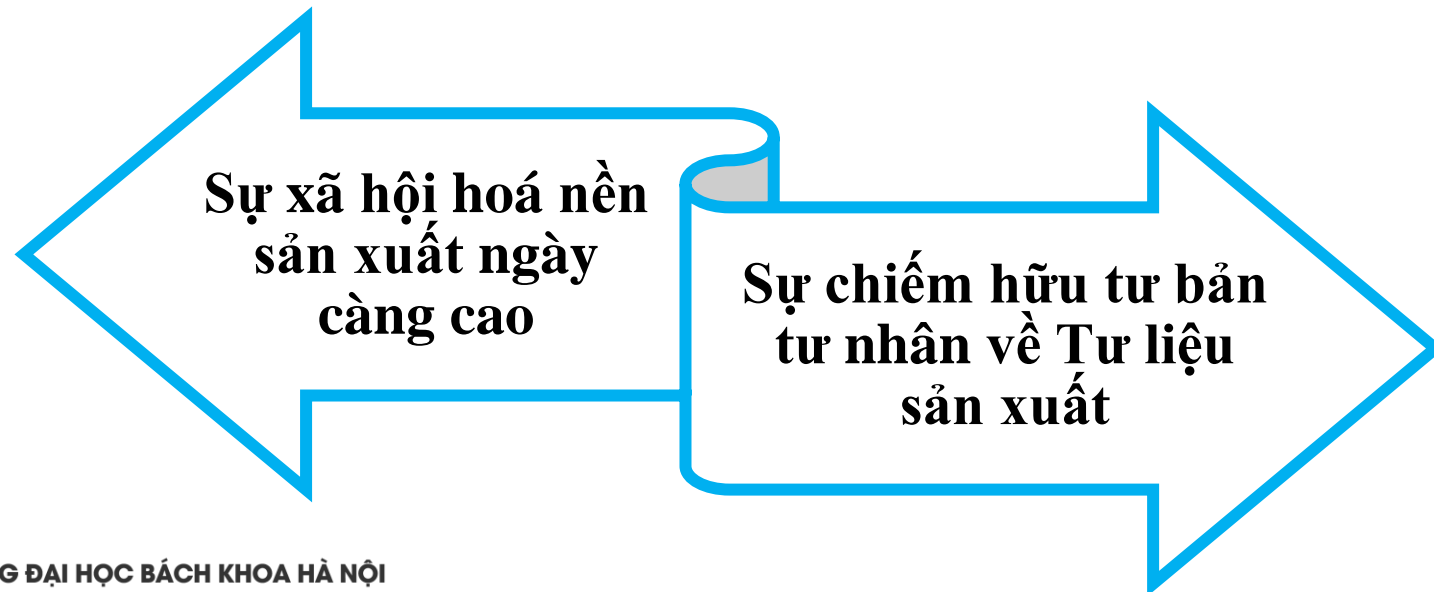 Sự xã hội hoá nền
sản xuất ngày
càng cao
Sự chiếm hữu tư bản
tư nhân về Tư liệu
sản xuất
G ĐẠI HỌC BÁCH KHOA HÀ NỘI